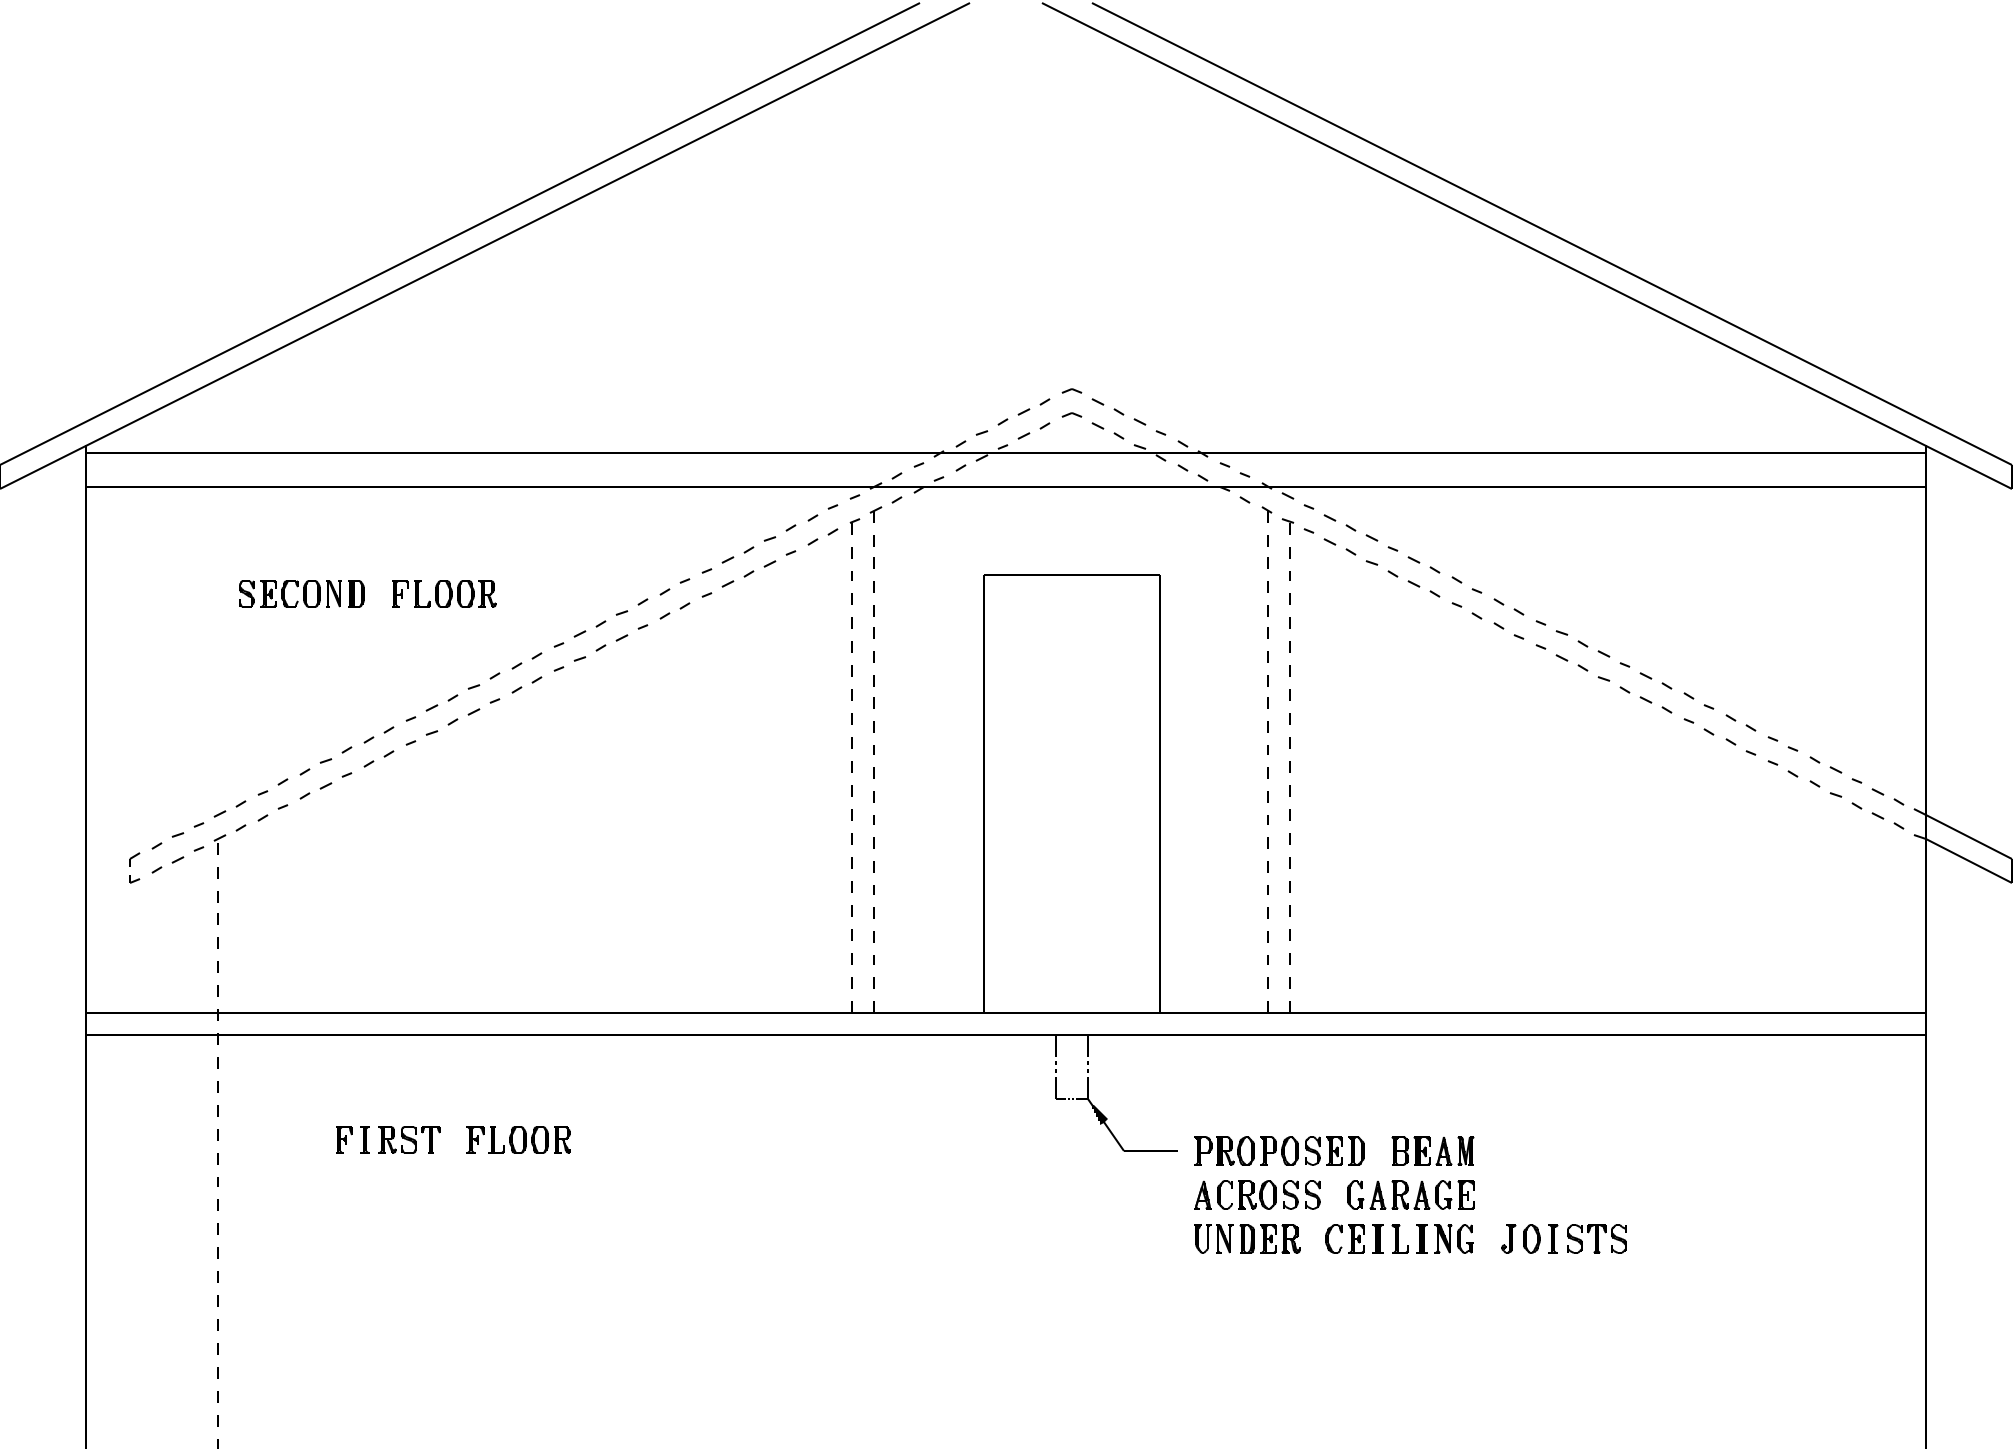 SECOND FLOOR
FIRST FLOOR
PROPOSED BEAM
ACROSS GARAGE
UNDER CEILING JOISTS